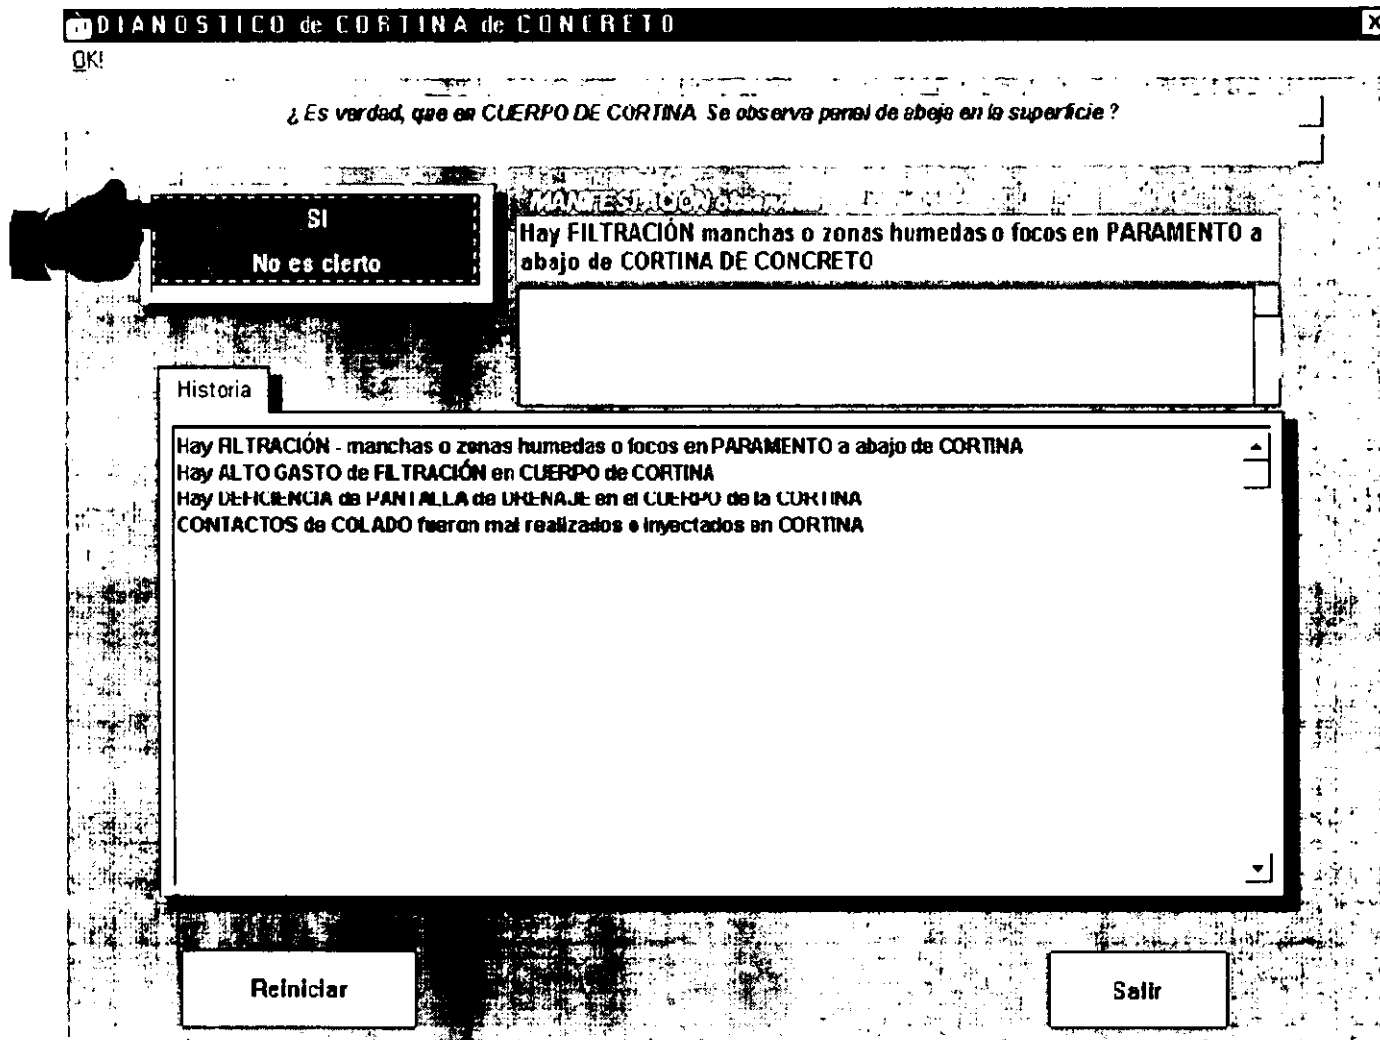 DIANOSTICO de CORTINA de CONCRETO
OK!
¿ Es verdad, que en CUERPO DE CORTINA Se observa panal de abeja en la superficie ?
SI
No es cierto
MANIFESTACIÓN
Hay FILTRACIÓN manchas o zonas humedas o focos en PARAMENTO a
abajo de CORTINA DE CONCRETO
Historia
Hay FILTRACIÓN - manchas o zonas humedas o focos en PARAMENTO a abajo de CORTINA
Hay ALTO GASTO de FILTRACIÓN en CUERPO de CORTINA
Hay DEFICIENCIA de PANTALLA de DRENAJE en el CUERPO de la CORTINA
CONTACTOS de COLADO fueron mal realizados e inyectados en CORTINA
Reiniciar
Salir